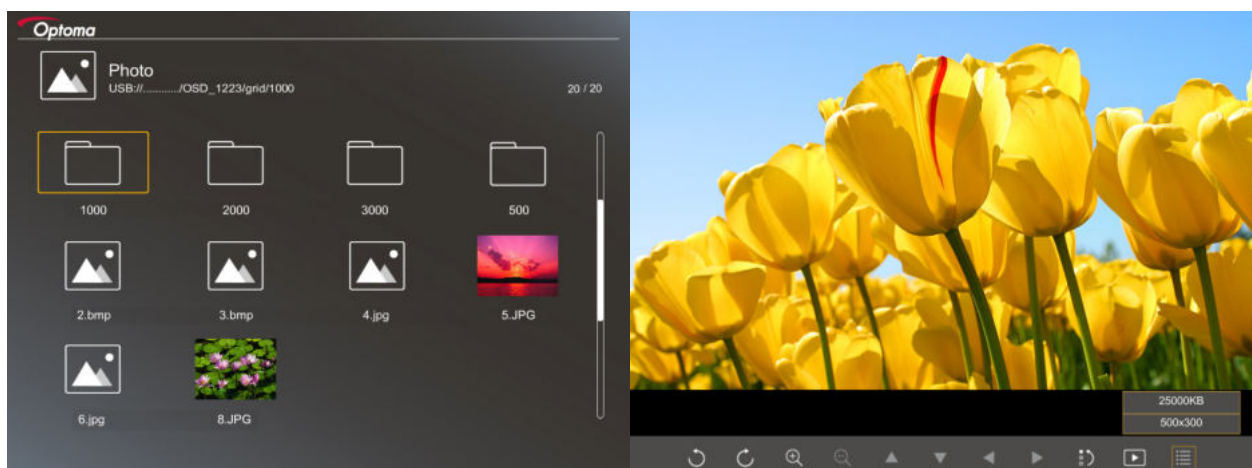 Optoma
Photo
USB://.........../OSD_1223/grid/1000
20 / 20
1000
2000
3000
500
2.bmp
3.bmp
4.jpg
5.JPG
6.jpg
8.JPG
25000KB
500x300